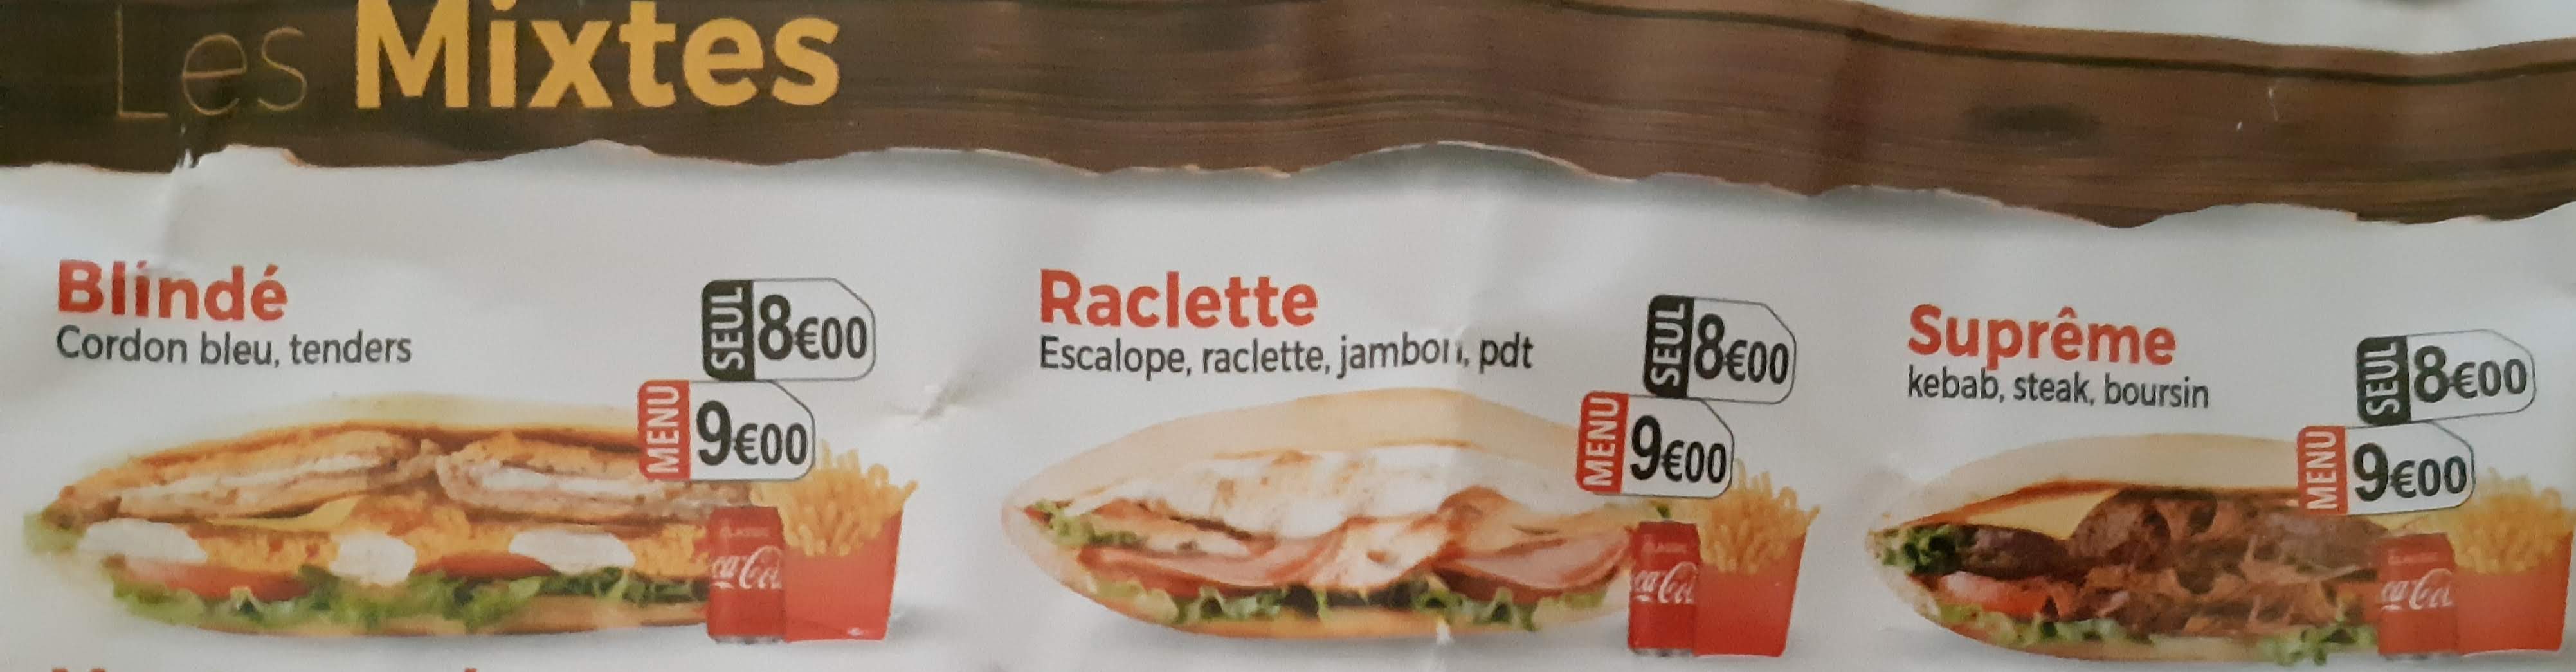 Les Mixtes
Blindé
Cordon bleu, tenders
SEUL 8€00
MENU 9€00
Raclette
Escalope, raclette, jambon, pdt
SEUL 8€00
MENU 9€00
Suprême
kebab, steak, boursin
SEUL 8€00
MENU 9€00